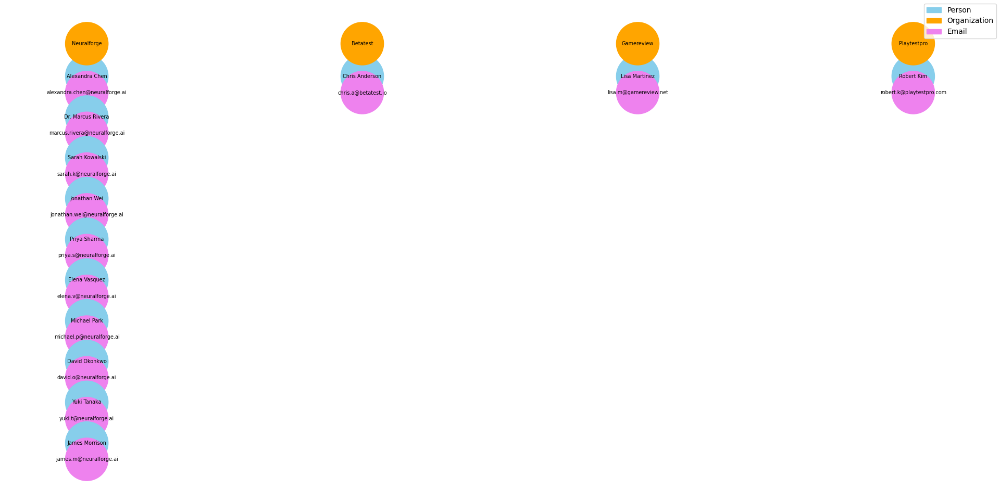 Person
Organization
Email
Neuralforge
Alexandra Chen
alexandra.chen@neuralforge.ai
Dr. Marcus Rivera
marcus.rivera@neuralforge.ai
Sarah Kowalski
sarah.k@neuralforge.ai
Jonathan Wei
jonathan.wei@neuralforge.ai
Priya Sharma
priya.s@neuralforge.ai
Elena Vasquez
elena.v@neuralforge.ai
Michael Park
michael.p@neuralforge.ai
David Okonkwo
david.o@neuralforge.ai
Yuki Tanaka
yuki.t@neuralforge.ai
James Morrison
james.m@neuralforge.ai
Betatest
Chris Anderson
chris.a@betatest.io
Gamereview
Lisa Martinez
lisa.m@gamereview.net
Playtestpro
Robert Kim
robert.k@playtestpro.com